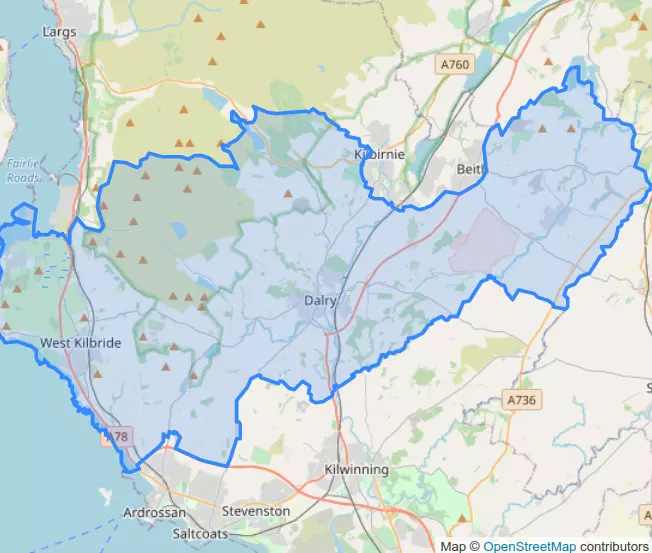 Largs
A760
Fairlie
Roads
Kilbirnie
Beith
Dalry
West Kilbride
A78
A736
Kilwinning
Ardrossan
Stevenston
Saltcoats
Map © OpenStreetMap contributors